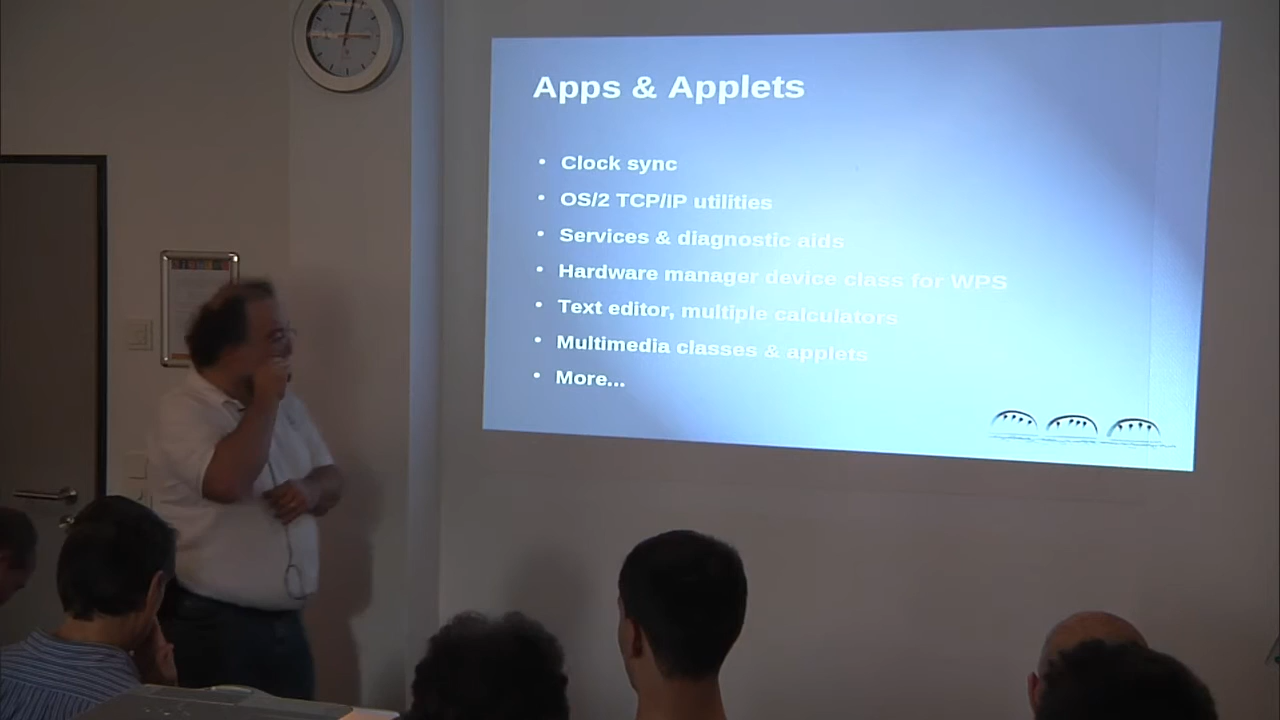 Apps & Applets
• Clock sync
• OS/2 TCP/IP utilities
• Services & diagnostic aids
• Hardware manager device class for WPS
• Text editor, multiple calculators
• Multimedia classes & applets
• More...